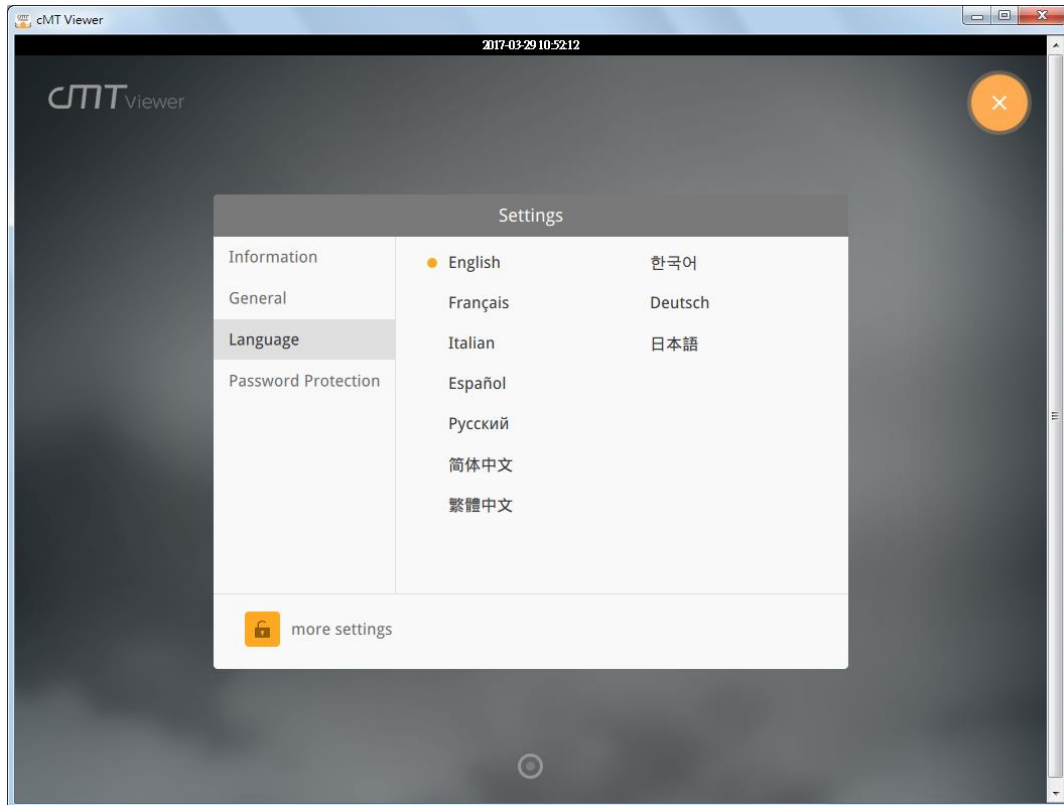 cMT Viewer
2017-03-29 10:52:12
cMT Viewer
Settings
Information
General
Language
Password Protection
English
Français
Italian
Español
Русский
简体中文
繁體中文
한국어
Deutsch
日本語
more settings